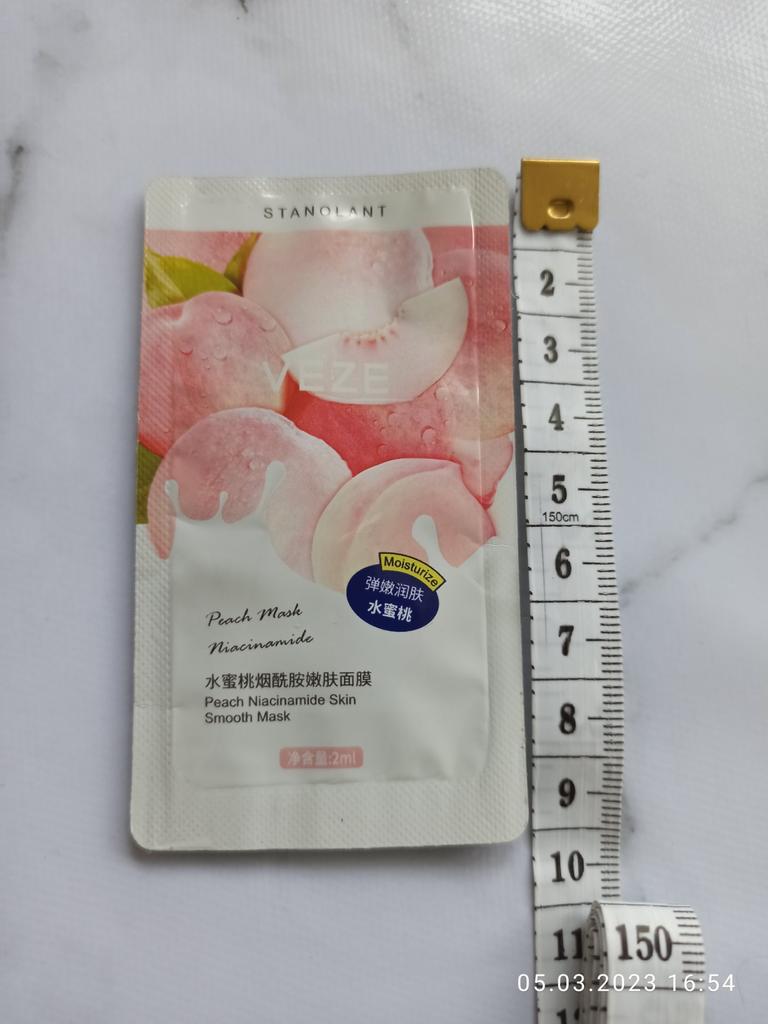 STANOLANT
VEZE
Moisturize
弹嫩润肤
水蜜桃
Peach Mask
Niacinamide
水蜜桃烟酰胺嫩肤面膜
Peach Niacinamide Skin
Smooth Mask
净含量:2ml
2
3
4
5
150cm
6
7
8
9
10
11
150
05.03.2023 16:54